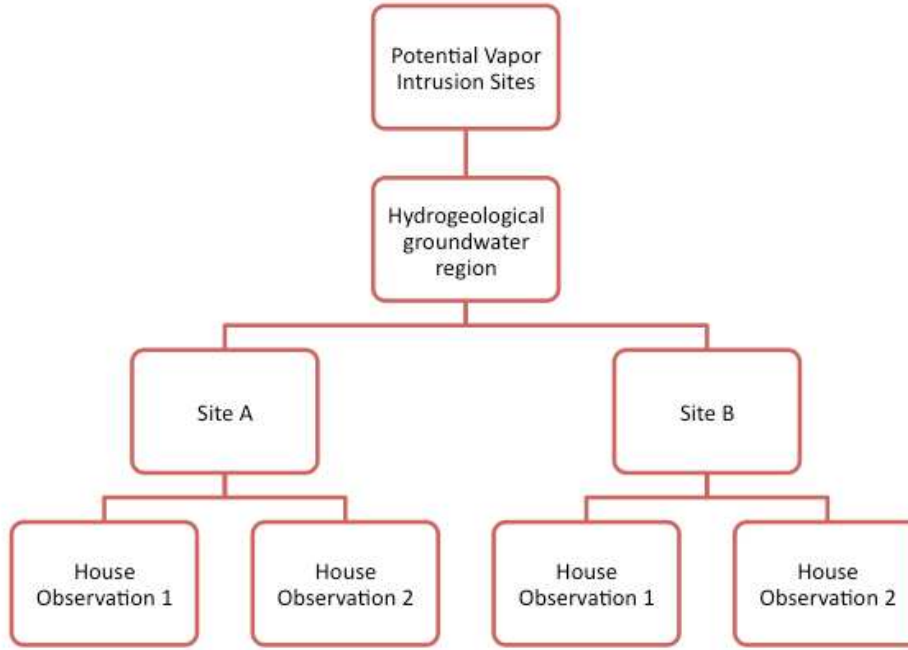 Potential Vapor
Intrusion Sites
Hydrogeological
groundwater
region
Site A
Site B
House
Observation 1
House
Observation 2
House
Observation 1
House
Observation 2